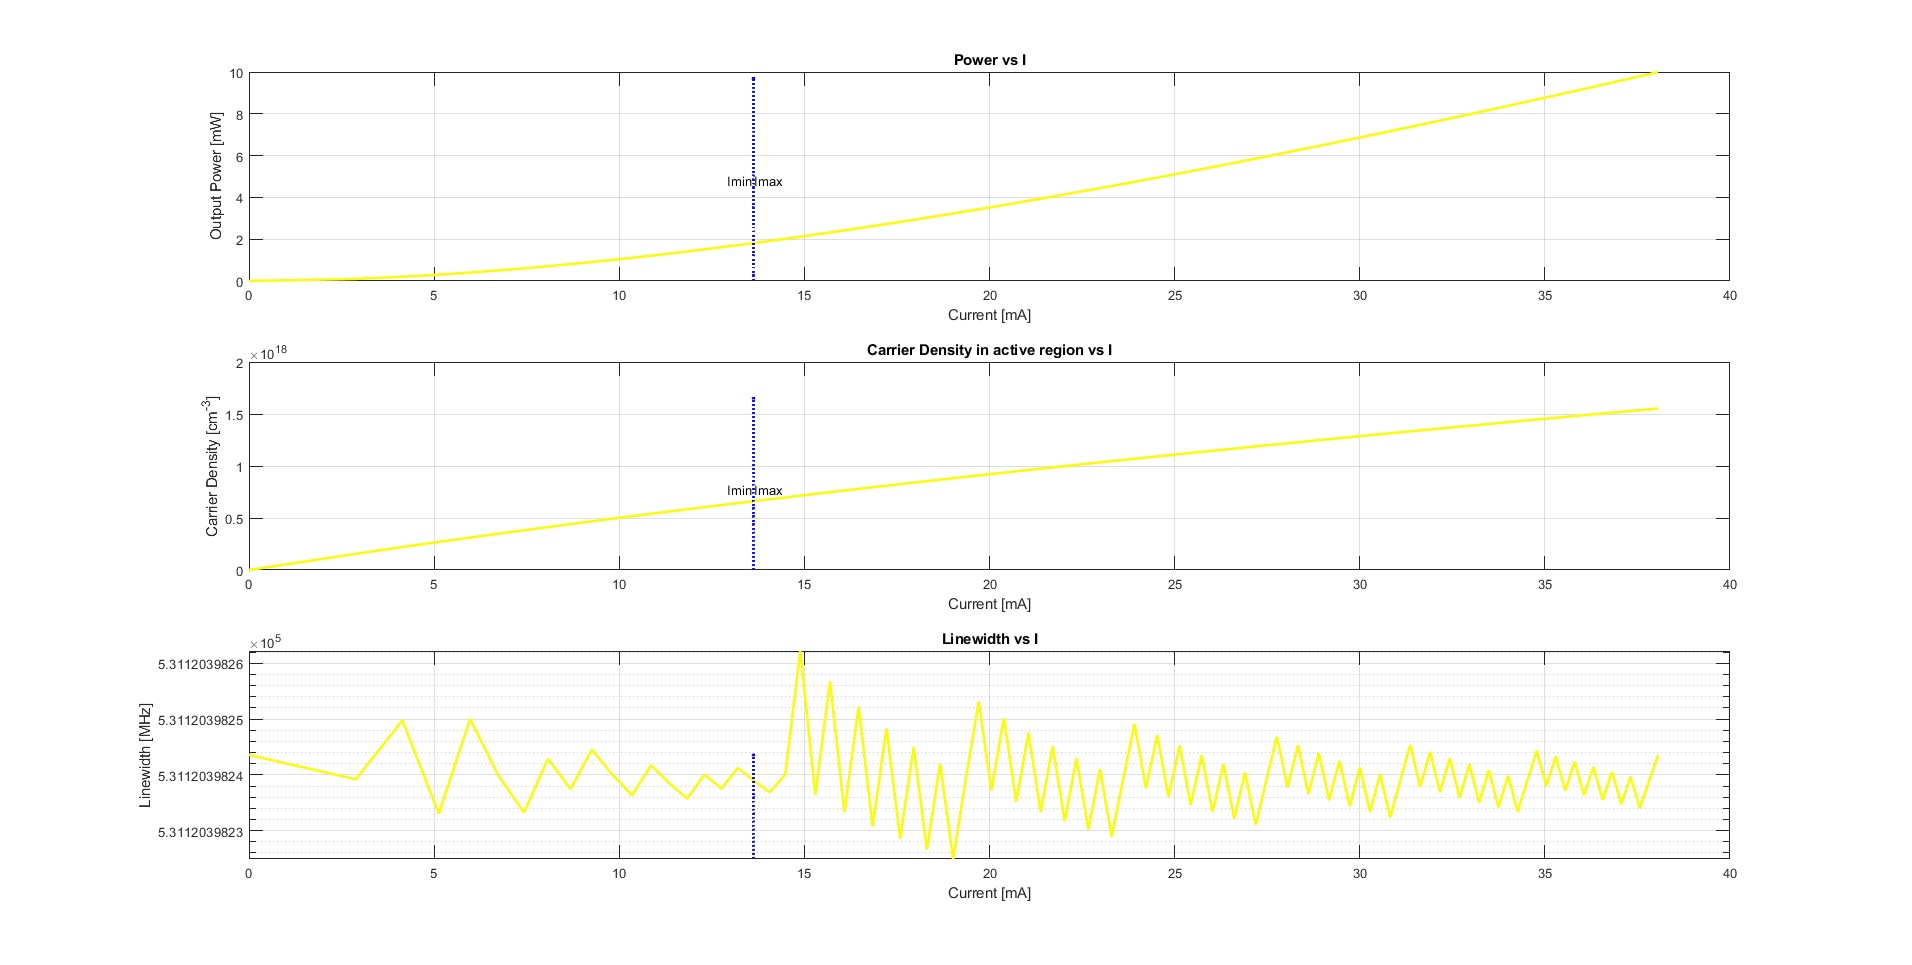 Power vs I
Output Power [mW]
10
8
6
4
2
0
Imin Imax
0 5 10 15 20 25 30 35 40
Current [mA]
Carrier Density in active region vs I
×10^18
Carrier Density [cm^-3]
2
1.5
1
0.5
0
Imin Imax
0 5 10 15 20 25 30 35 40
Current [mA]
Linewidth vs I
×10^5
Linewidth [MHz]
5.3112039826
5.3112039825
5.3112039824
5.3112039823
0 5 10 15 20 25 30 35 40
Current [mA]